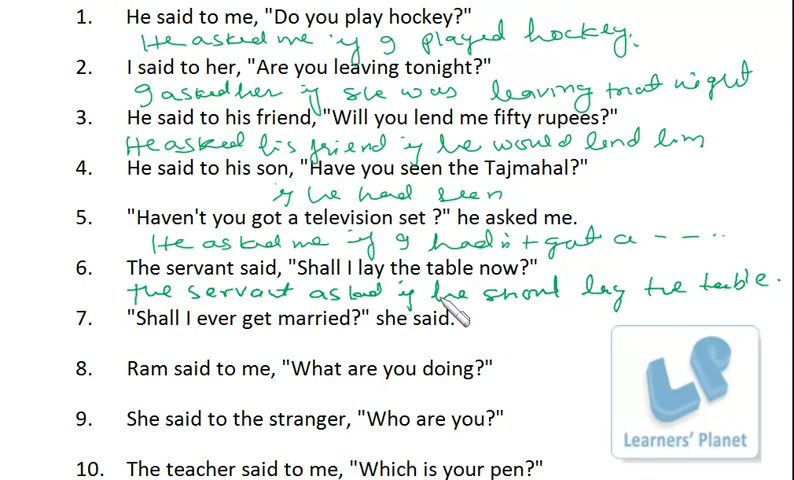 1. He said to me, "Do you play hockey?"
He asked me if I played hockey.
2. I said to her, "Are you leaving tonight?"
I asked her if she was leaving that night
3. He said to his friend, "Will you lend me fifty rupees?"
He asked his friend if he would lend him
4. He said to his son, "Have you seen the Tajmahal?"
if he had seen
5. "Haven't you got a television set ?" he asked me.
He asked me if I hadn't got a - - ..
6. The servant said, "Shall I lay the table now?"
The servant asked if he shoul lay the table.
7. "Shall I ever get married?" she said.
8. Ram said to me, "What are you doing?"
9. She said to the stranger, "Who are you?"
10. The teacher said to me, "Which is your pen?"
LP
Learners' Planet